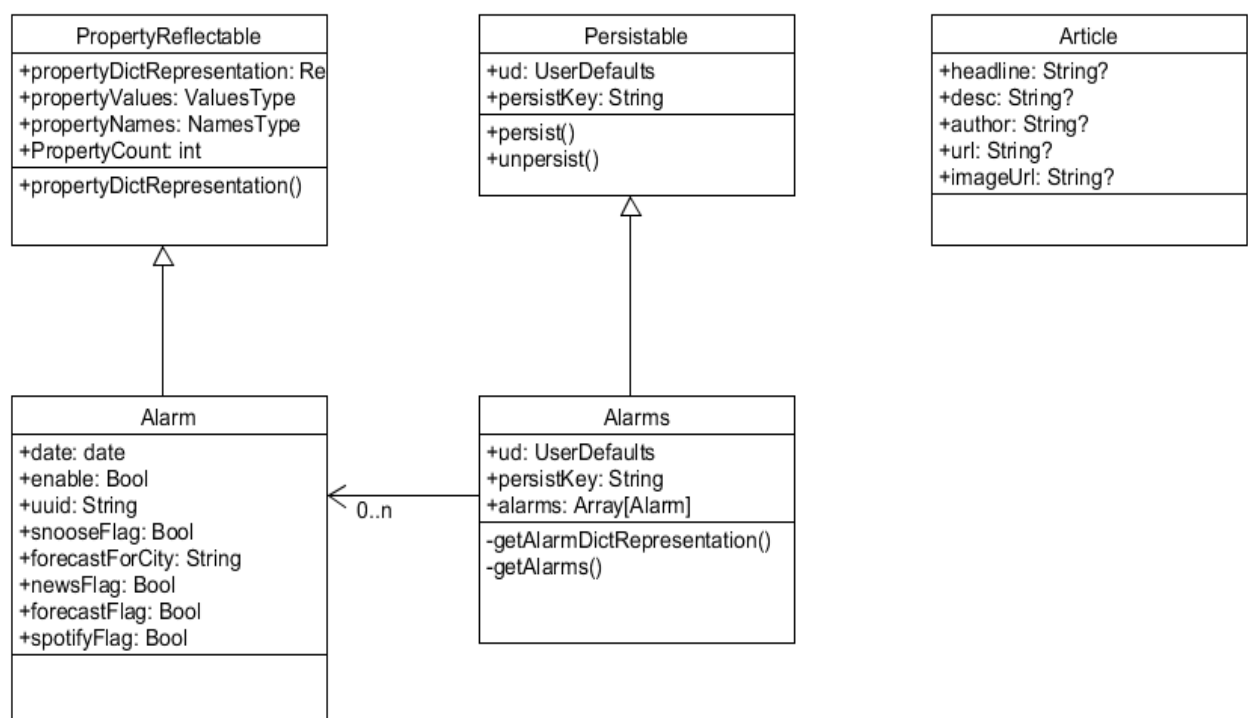 PropertyReflectable
+propertyDictRepresentation: Re
+propertyValues: ValuesType
+propertyNames: NamesType
+PropertyCount: int
+propertyDictRepresentation()
Persistable
+ud: UserDefaults
+persistKey: String
+persist()
+unpersist()
Article
+headline: String?
+desc: String?
+author: String?
+url: String?
+imageUrl: String?
Alarm
+date: date
+enable: Bool
+uuid: String
+snooseFlag: Bool
+forecastForCity: String
+newsFlag: Bool
+forecastFlag: Bool
+spotifyFlag: Bool
0..n
Alarms
+ud: UserDefaults
+persistKey: String
+alarms: Array[Alarm]
-getAlarmDictRepresentation()
-getAlarms()